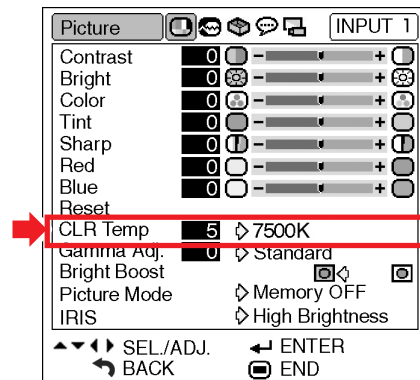 Picture INPUT 1
Contrast 0 - +
Bright 0 - +
Color 0 - +
Tint 0 - +
Sharp 0 - +
Red 0 - +
Blue 0 - +
Reset
CLR Temp 5 7500K
Gamma Adj. 0 Standard
Bright Boost
Picture Mode Memory OFF
IRIS High Brightness
SEL./ADJ. ENTER
BACK END